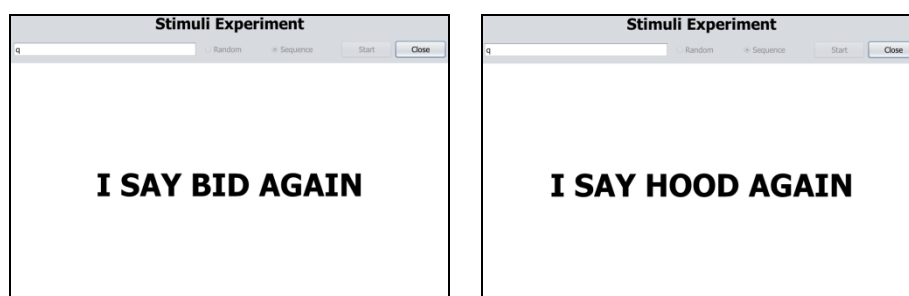 Stimuli Experiment
q Random Sequence Start Close
I SAY BID AGAIN
Stimuli Experiment
q Random Sequence Start Close
I SAY HOOD AGAIN